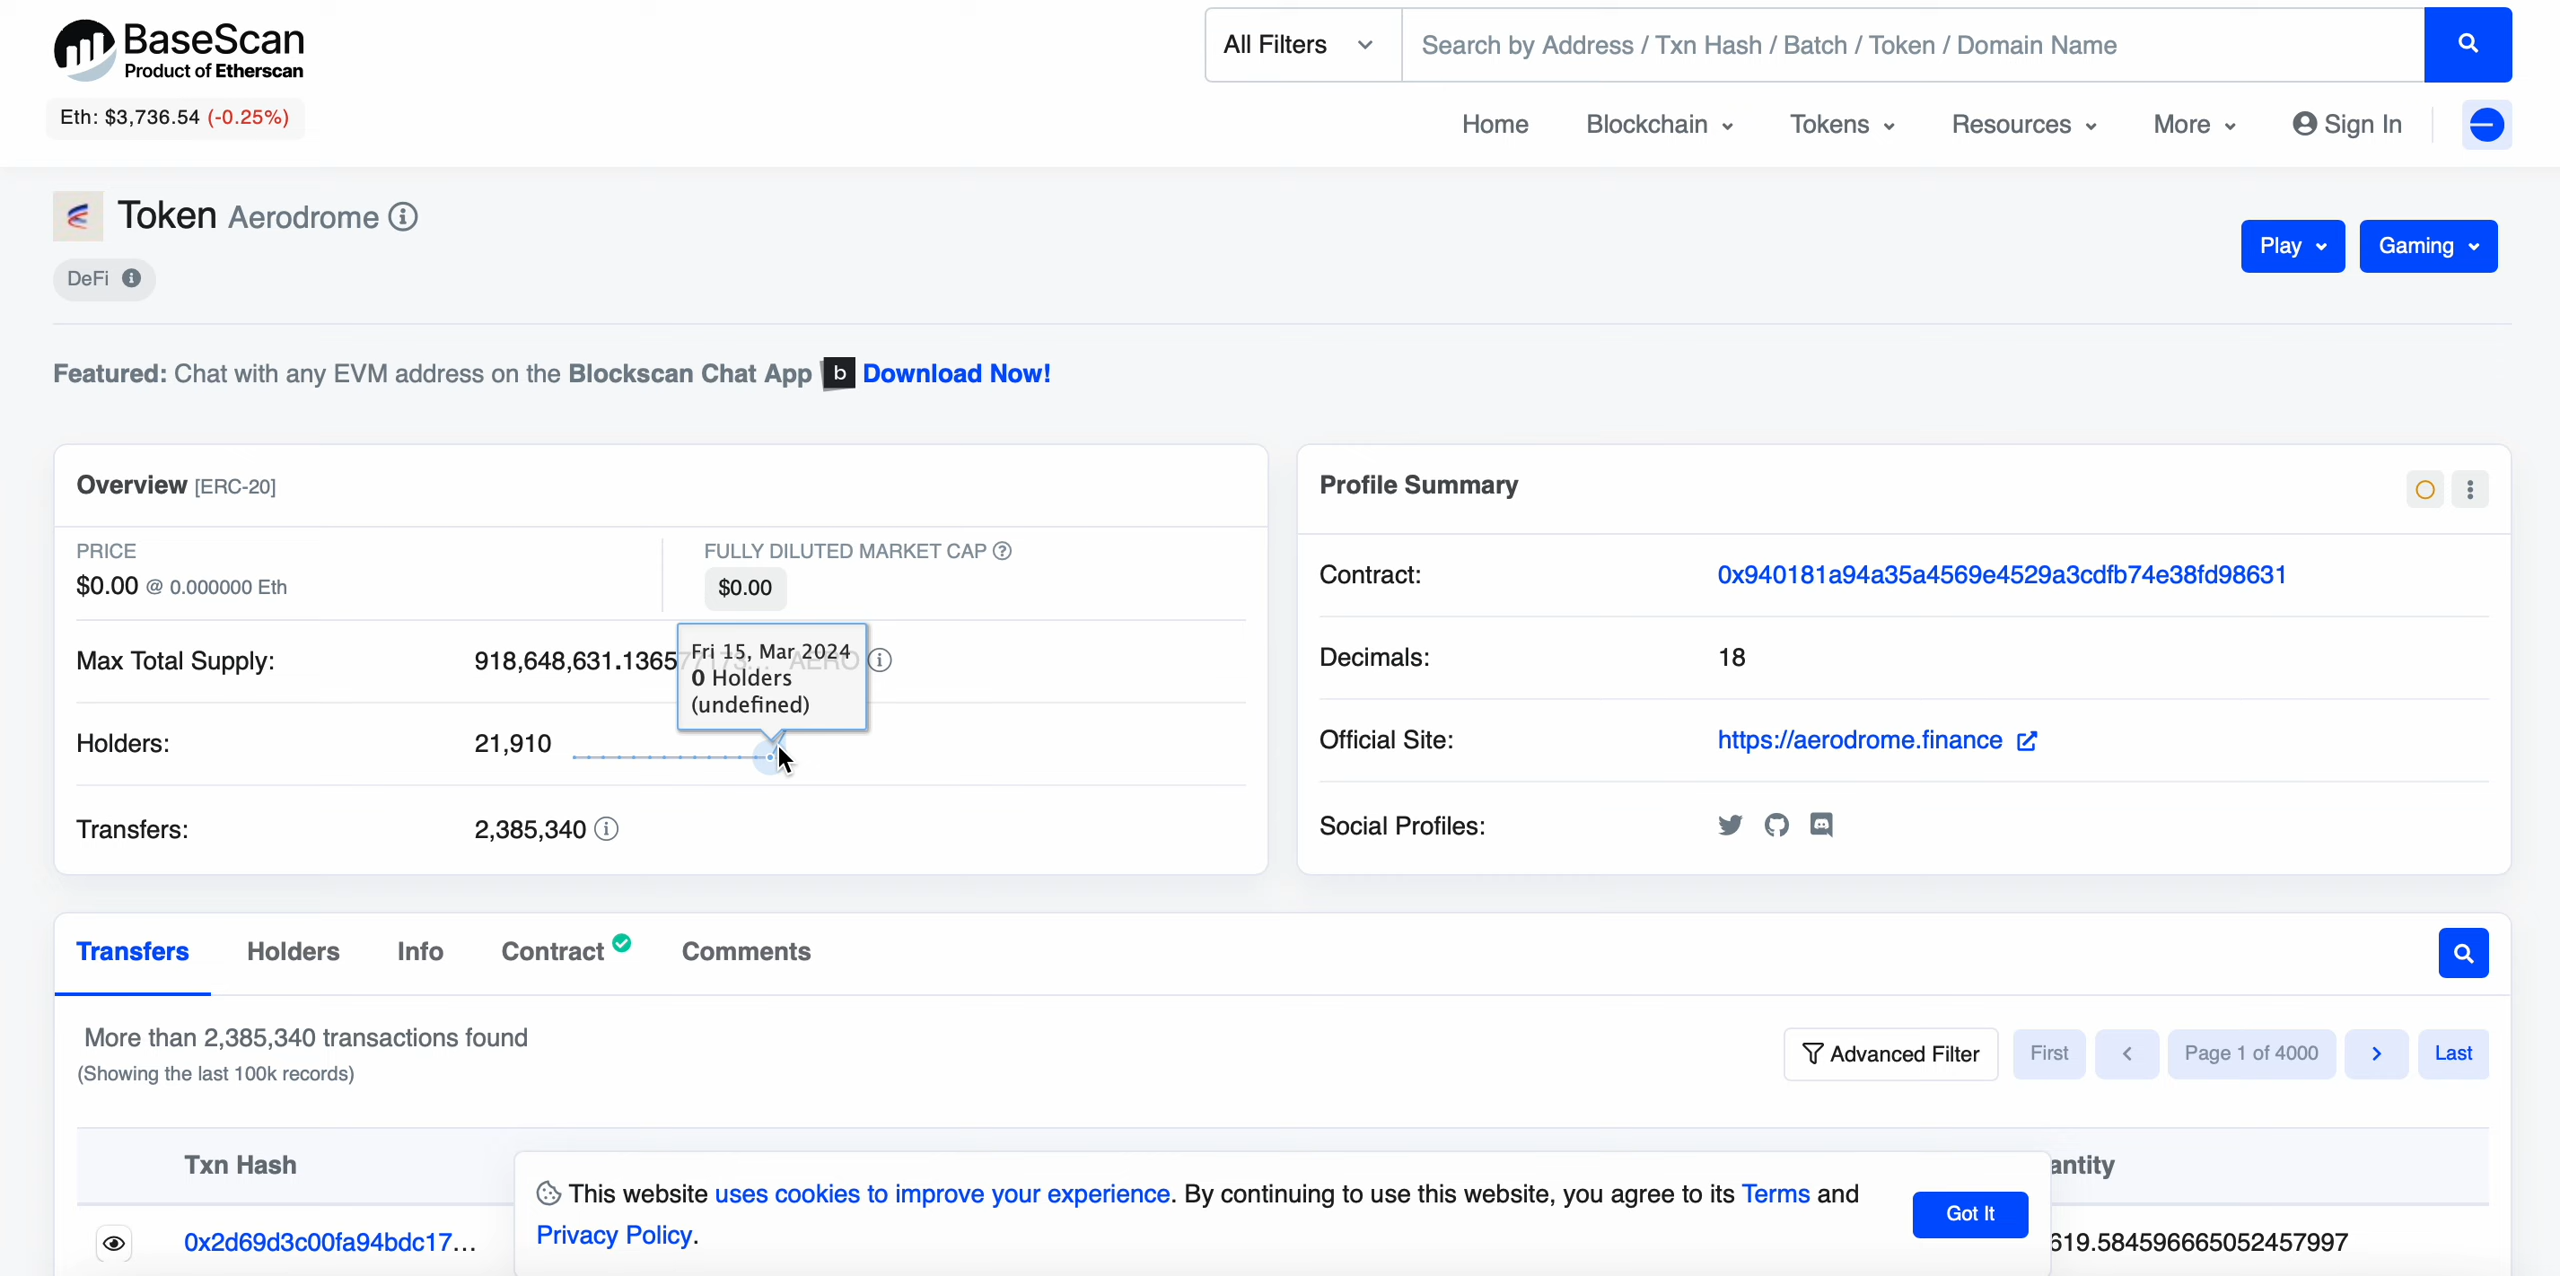 BaseScan
Product of Etherscan
All Filters
Search by Address / Txn Hash / Batch / Token / Domain Name
Eth: $3,736.54 (-0.25%)
Home Blockchain Tokens Resources More Sign In
Token Aerodrome
Play Gaming
DeFi
Featured: Chat with any EVM address on the Blockscan Chat App b Download Now!
Overview [ERC-20]
PRICE
$0.00 @ 0.000000 Eth
FULLY DILUTED MARKET CAP
$0.00
Max Total Supply: 918,648,631.13657 AERO
Fri 15, Mar 2024
0 Holders
(undefined)
Holders: 21,910
Transfers: 2,385,340
Profile Summary
Contract: 0x940181a94a35a4569e4529a3cdfb74e38fd98631
Decimals: 18
Official Site: https://aerodrome.finance
Social Profiles:
Transfers Holders Info Contract Comments
More than 2,385,340 transactions found
(Showing the last 100k records)
Advanced Filter First Page 1 of 4000 Last
Txn Hash antity
0x2d69d3c00fa94bdc17... 619.584596665052457997
This website uses cookies to improve your experience. By continuing to use this website, you agree to its Terms and
Privacy Policy.
Got It